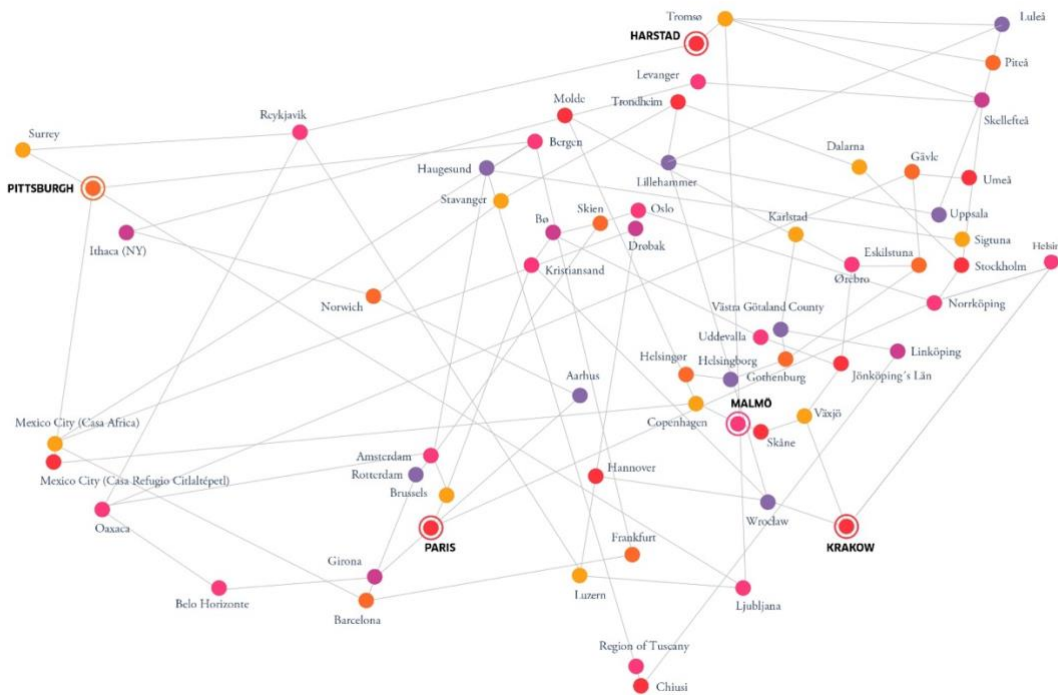 Tromsø
Luleå
HARSTAD
Piteå
Levanger
Molde
Trondheim
Skellefteå
Reykjavik
Surrey
Bergen
Dalarna
Gävle
Haugesund
Lillehammer
Umeå
PITTSBURGH
Stavanger
Skien
Oslo
Karlstad
Uppsala
Bø
Drøbak
Sigtuna
Ithaca (NY)
Eskilstuna
Helsin
Kristiansand
Ørebro
Stockholm
Norwich
Västra Götaland County
Norrköping
Uddevalla
Linköping
Helsingør
Helsingborg
Aarhus
Gothenburg
Jönköping´s Län
MALMÖ
Mexico City (Casa Africa)
Copenhagen
Växjö
Skåne
Amsterdam
Mexico City (Casa Refugio Citlaltépetl)
Rotterdam
Hannover
Brussels
Oaxaca
Wrocław
PARIS
Frankfurt
KRAKOW
Girona
Belo Horizonte
Luzern
Ljubljana
Barcelona
Region of Tuscany
Chiusi